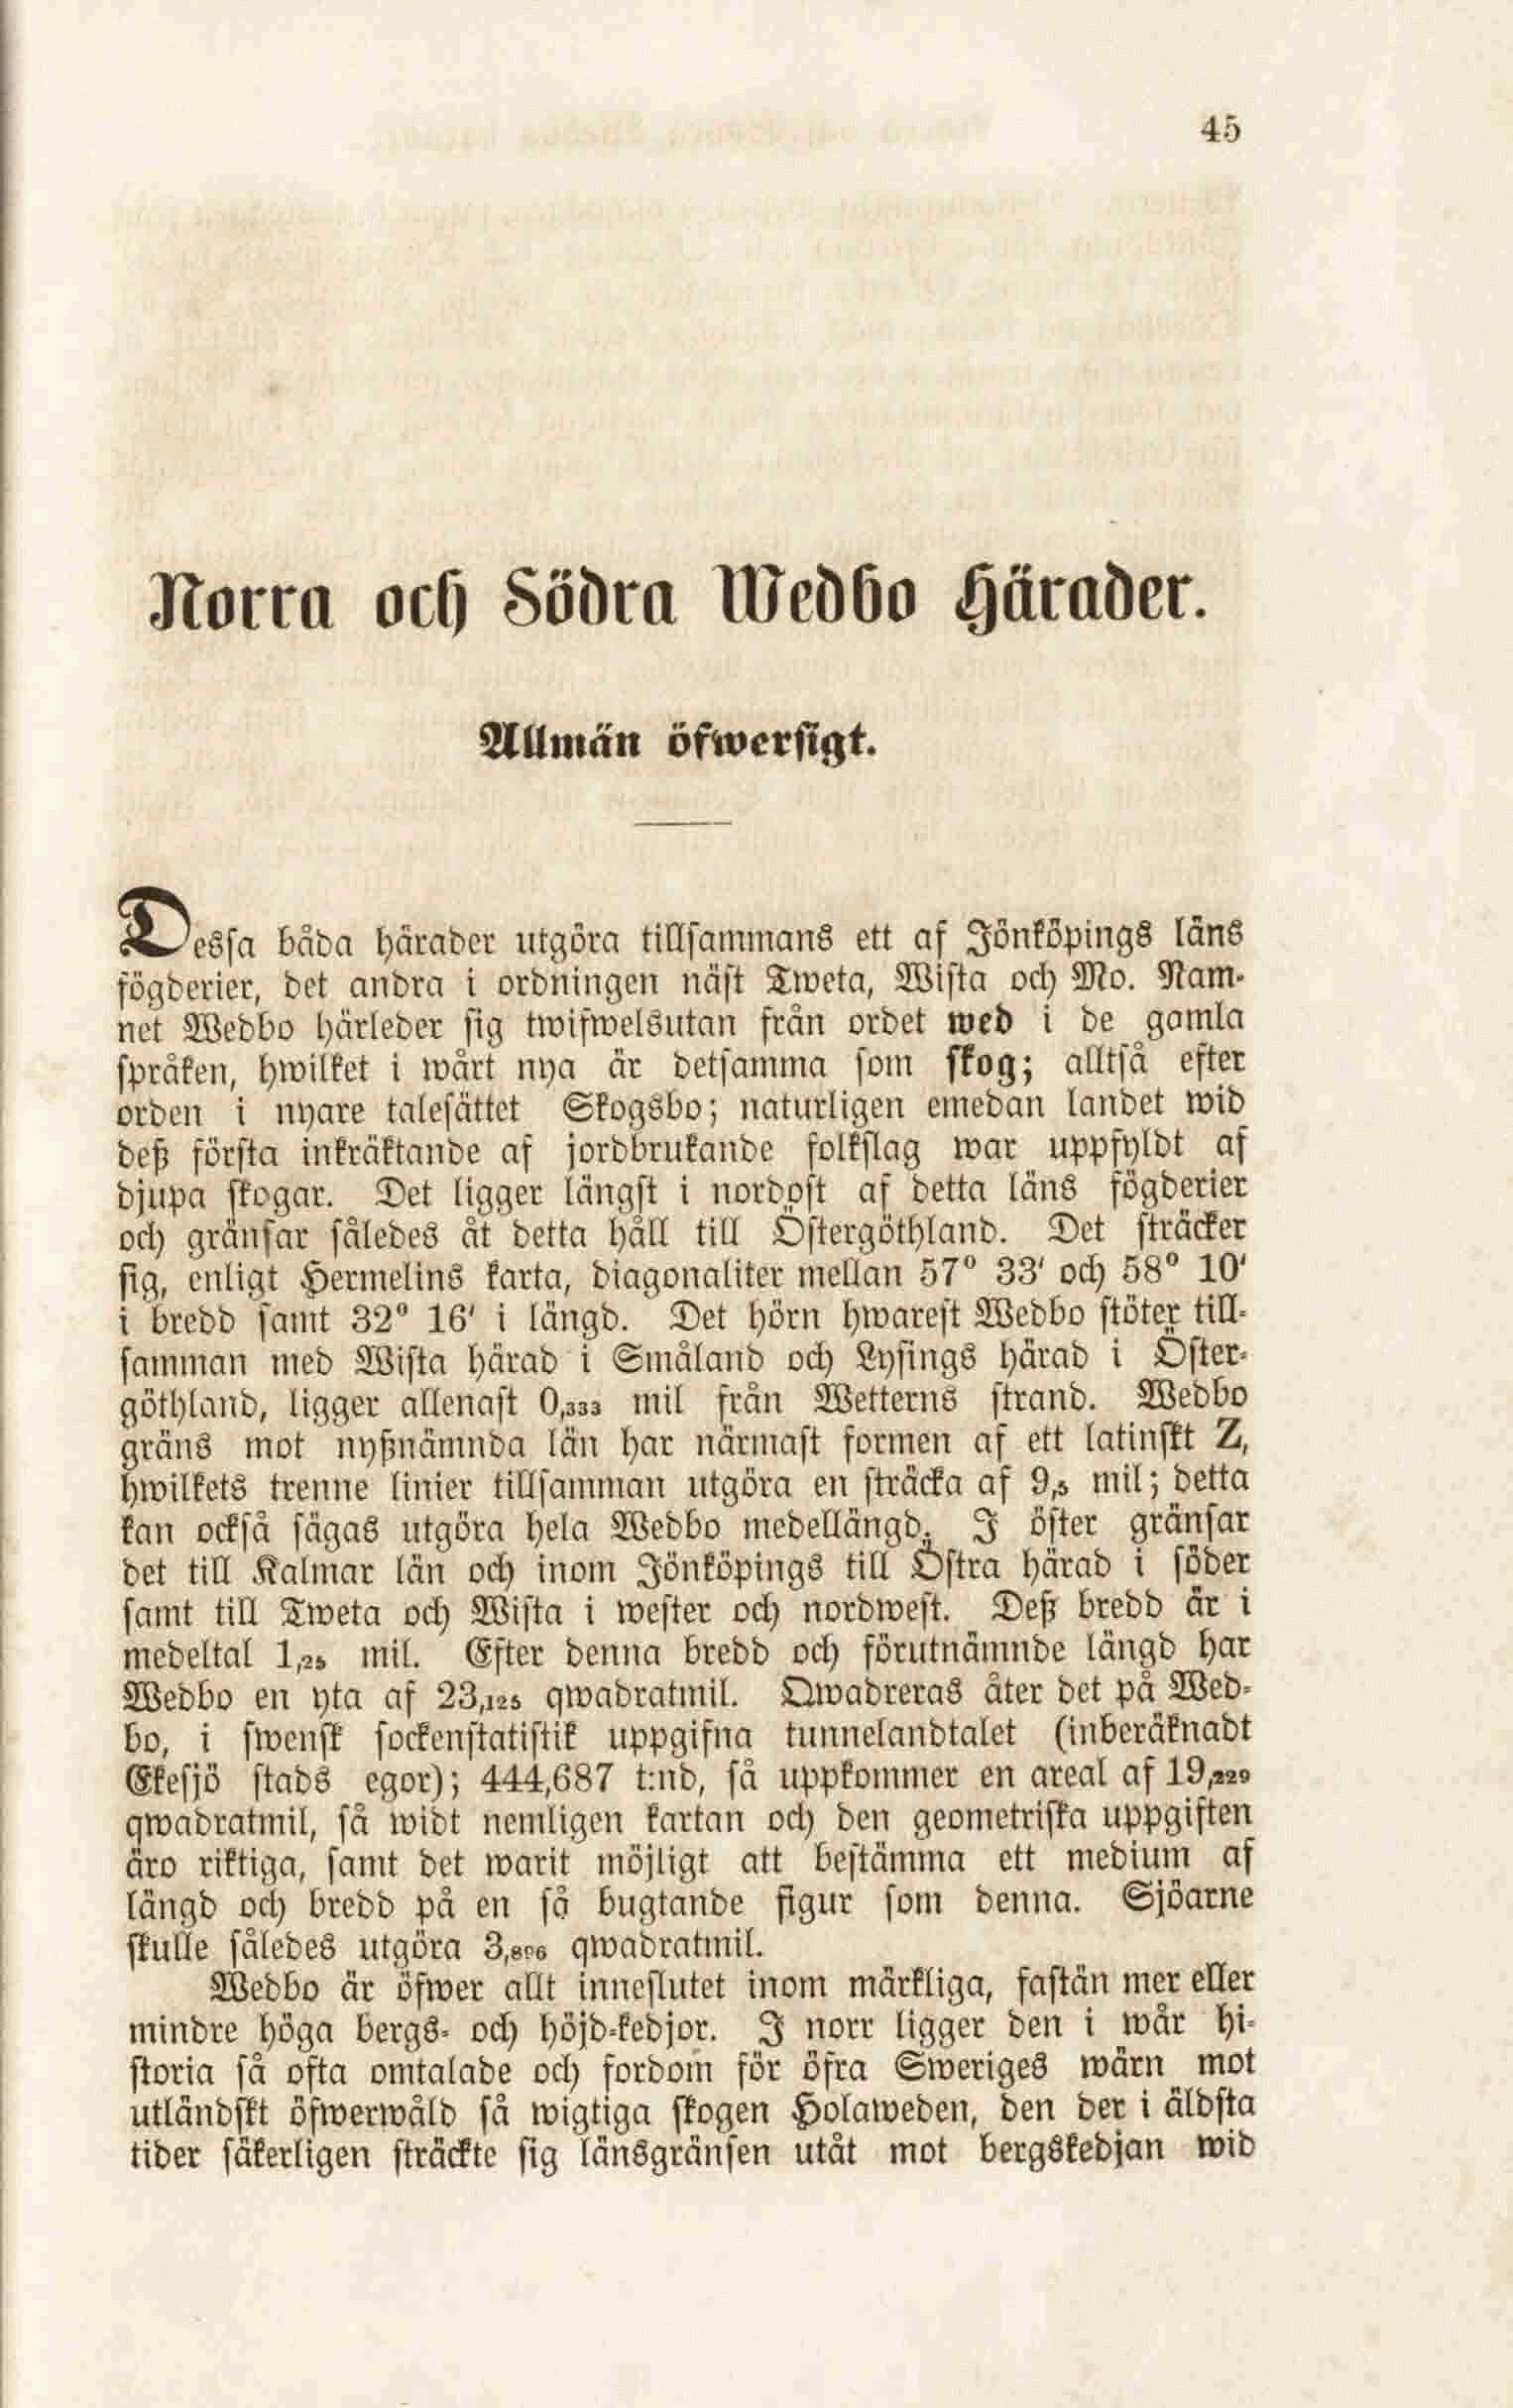 45
Norra och Södra Wedbo Härader.
Allmän öfwersigt.
Dessa båda härader utgöra tillsammans ett af Jönköpings läns
fögderier, det andra i ordningen näst Tweta, Wista och Mo. Nam-
net Wedbo härleder sig twifwelsutan från ordet wed i de gamla
språken, hwilket i wårt nya är detsamma som skog; alltså efter
orden i nyare talesättet Skogsbo; naturligen emedan landet wid
deß första inkräktande af jordbrukande folkslag war uppfyldt af
djupa skogar. Det ligger längst i nordost af detta läns fögderier
och gränsar således åt detta håll till Östergöthland. Det sträcker
sig, enligt Hermelins karta, diagonaliter mellan 57° 33' och 58° 10'
i bredd samt 32° 16' i längd. Det hörn hwarest Wedbo stöter till-
samman med Wista härad i Småland och Lysings härad i Öster-
göthland, ligger allenast 0,333 mil från Wetterns strand. Wedbo
gräns mot nyßnämnda län har närmast formen af ett latinskt Z,
hwilkets trenne linier tillsamman utgöra en sträcka af 9,5 mil; detta
kan också sägas utgöra hela Wedbo medellängd. I öster gränsar
det till Kalmar län och inom Jönköpings till Östra härad i söder
samt till Tweta och Wista i wester och nordwest. Deß bredd är i
medeltal 1,25 mil. Efter denna bredd och förutnämnde längd har
Wedbo en yta af 23,125 qwadratmil. Qwadreras åter det på Wed-
bo, i swensk sockenstatistik uppgifna tunnelandtalet (inberäknadt
Ekesjö stads egor); 444,687 t:nd, så uppkommer en areal af 19,229
qwadratmil, så widt nemligen kartan och den geometriska uppgiften
äro riktiga, samt det warit möjligt att bestämma ett medium af
längd och bredd på en så bugtande figur som denna. Sjöarne
skulle således utgöra 3,896 qwadratmil.
Wedbo är öfwer allt inneslutet inom märkliga, fastän mer eller
mindre höga bergs- och höjd-kedjor. I norr ligger den i wår hi-
storia så ofta omtalade och fordom för öfra Sweriges wärn mot
utländskt öfwerwåld så wigtiga skogen Holaweden, den der i äldsta
tider säkerligen sträckte sig länsgränsen utåt mot bergskedjan wid